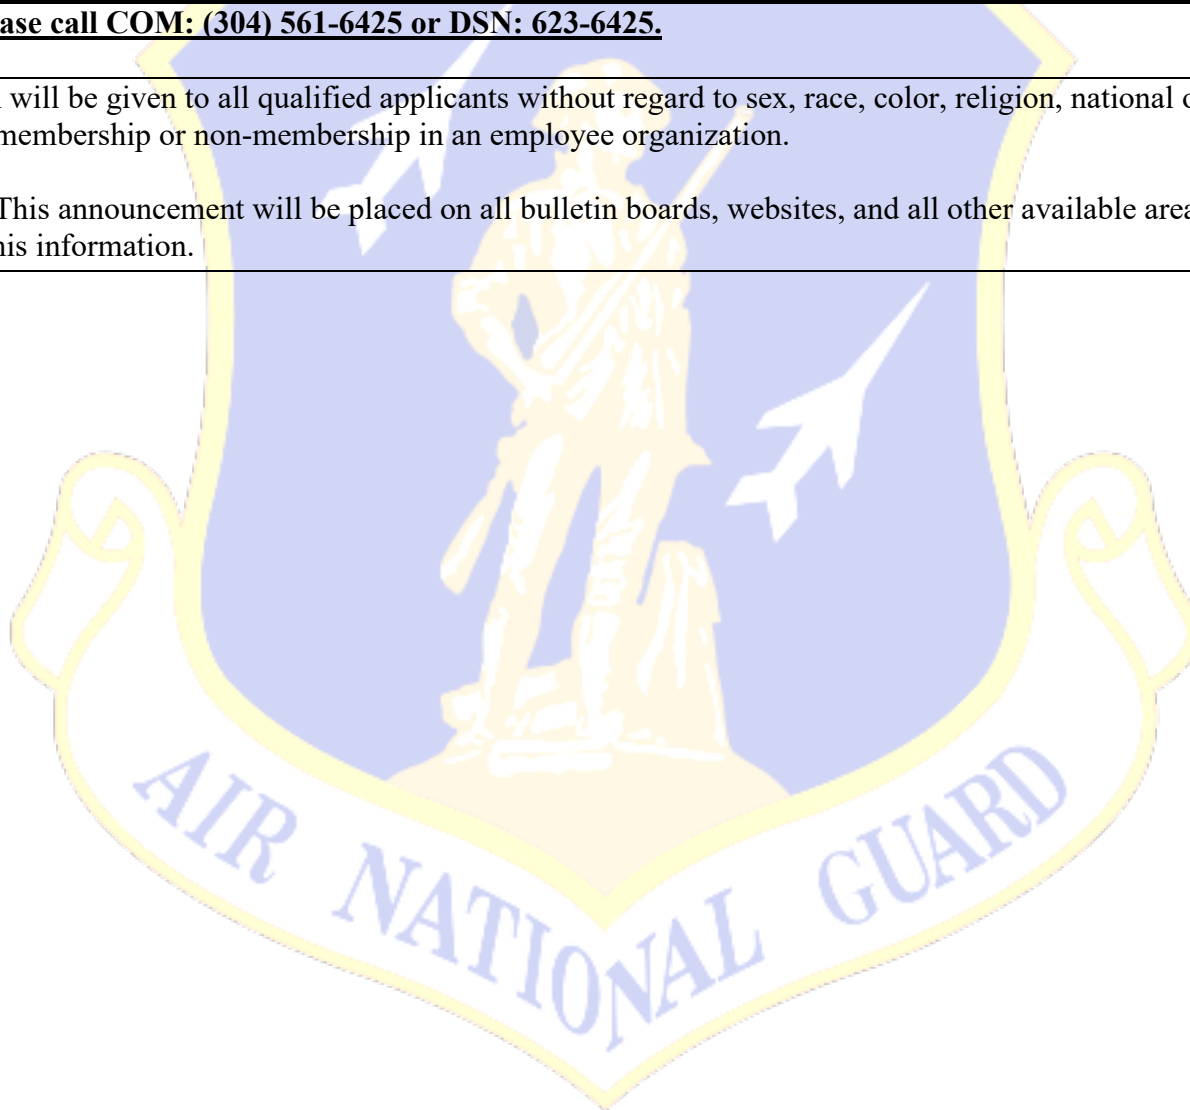 ase call COM: (304) 561-6425 or DSN: 623-6425.
will be given to all qualified applicants without regard to sex, race, color, religion, national o
membership or non-membership in an employee organization.
This announcement will be placed on all bulletin boards, websites, and all other available area
his information.
AIR NATIONAL GUARD